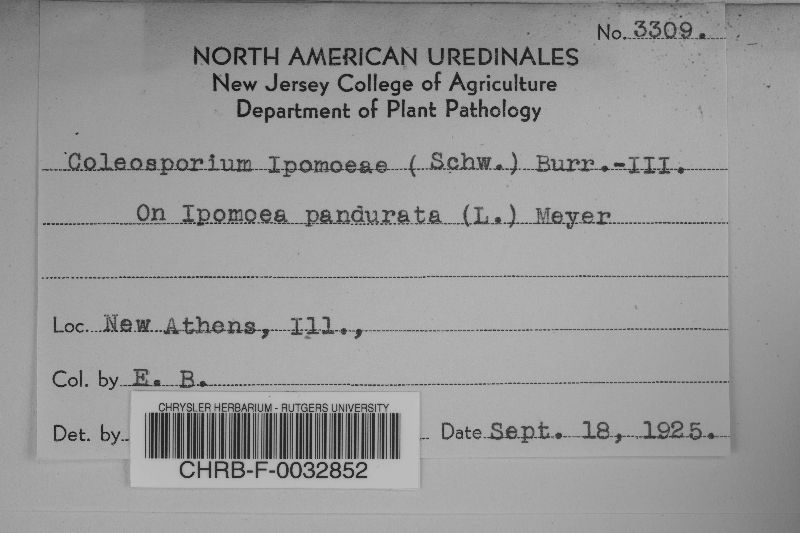 No. 3309.
NORTH AMERICAN UREDINALES
New Jersey College of Agriculture
Department of Plant Pathology
Coleosporium Ipomoeae ( Schw.) Burr.-III.
On Ipomoea pandurata (L.) Meyer
Loc. New Athens, Ill.,
Col. by E. B.
Det. by Date Sept. 18, 1925.
CHRYSLER HERBARIUM - RUTGERS UNIVERSITY
CHRB-F-0032852